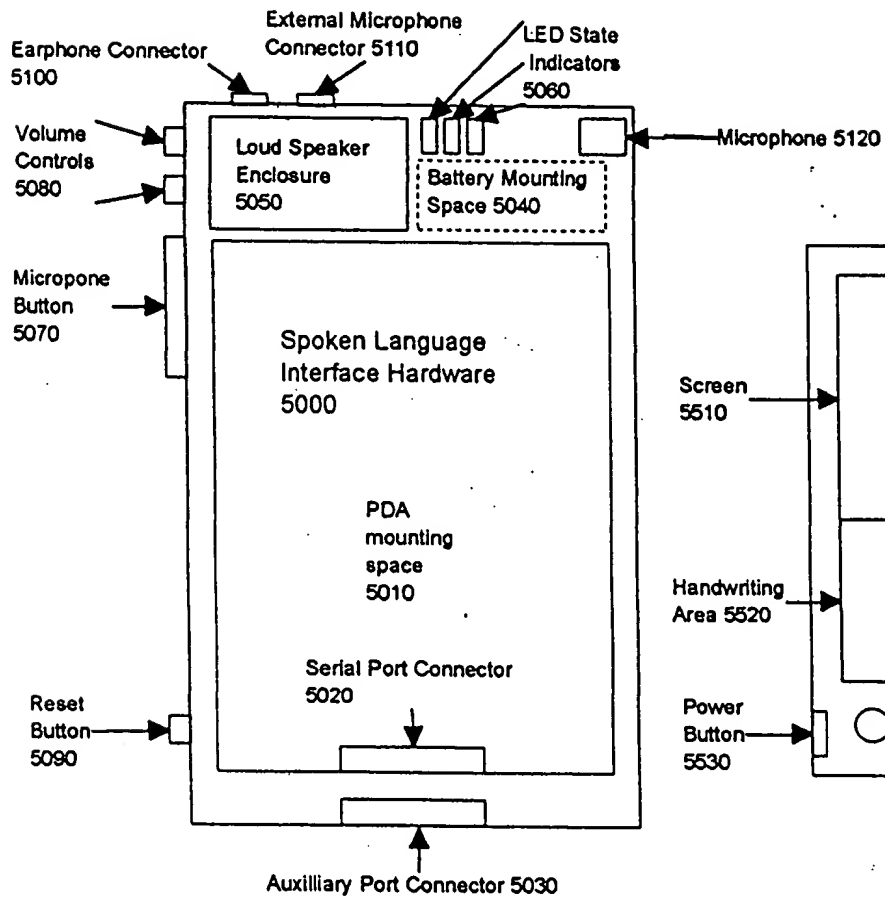 External Microphone
Connector 5110
Earphone Connector
5100
LED State
Indicators
5060
Volume
Controls
5080
Loud Speaker
Enclosure
5050
Battery Mounting
Space 5040
Microphone 5120
Micropone
Button
5070
Spoken Language
Interface Hardware
5000
Screen
5510
PDA
mounting
space
5010
Handwriting
Area 5520
Serial Port Connector
5020
Reset
Button
5090
Power
Button
5530
Auxilliary Port Connector 5030